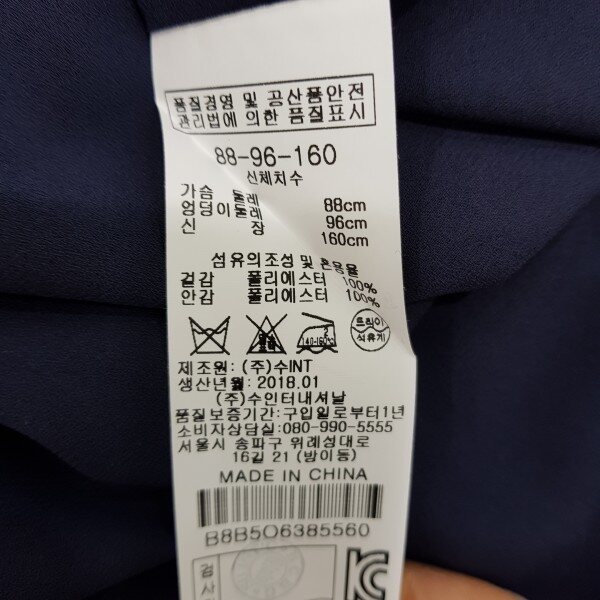 품질경영 및 공산품안전
관리법에 의한 품질표시
88-96-160
신체치수
가슴 둘레 88cm
엉덩이둘레 96cm
신 장 160cm
섬유의조성 및 혼용율
겉감 폴리에스터 100%
안감 폴리에스터 100%
140-160℃
드라이
석유계
제조원: (주)수INT
생산년월: 2018.01
(주)수인터내셔날
품질보증기간: 구입일로부터1년
소비자상담실: 080-990-5555
서울시 송파구 위례성대로
16길 21 (방이동)
MADE IN CHINA
B8B5O6385560
검사